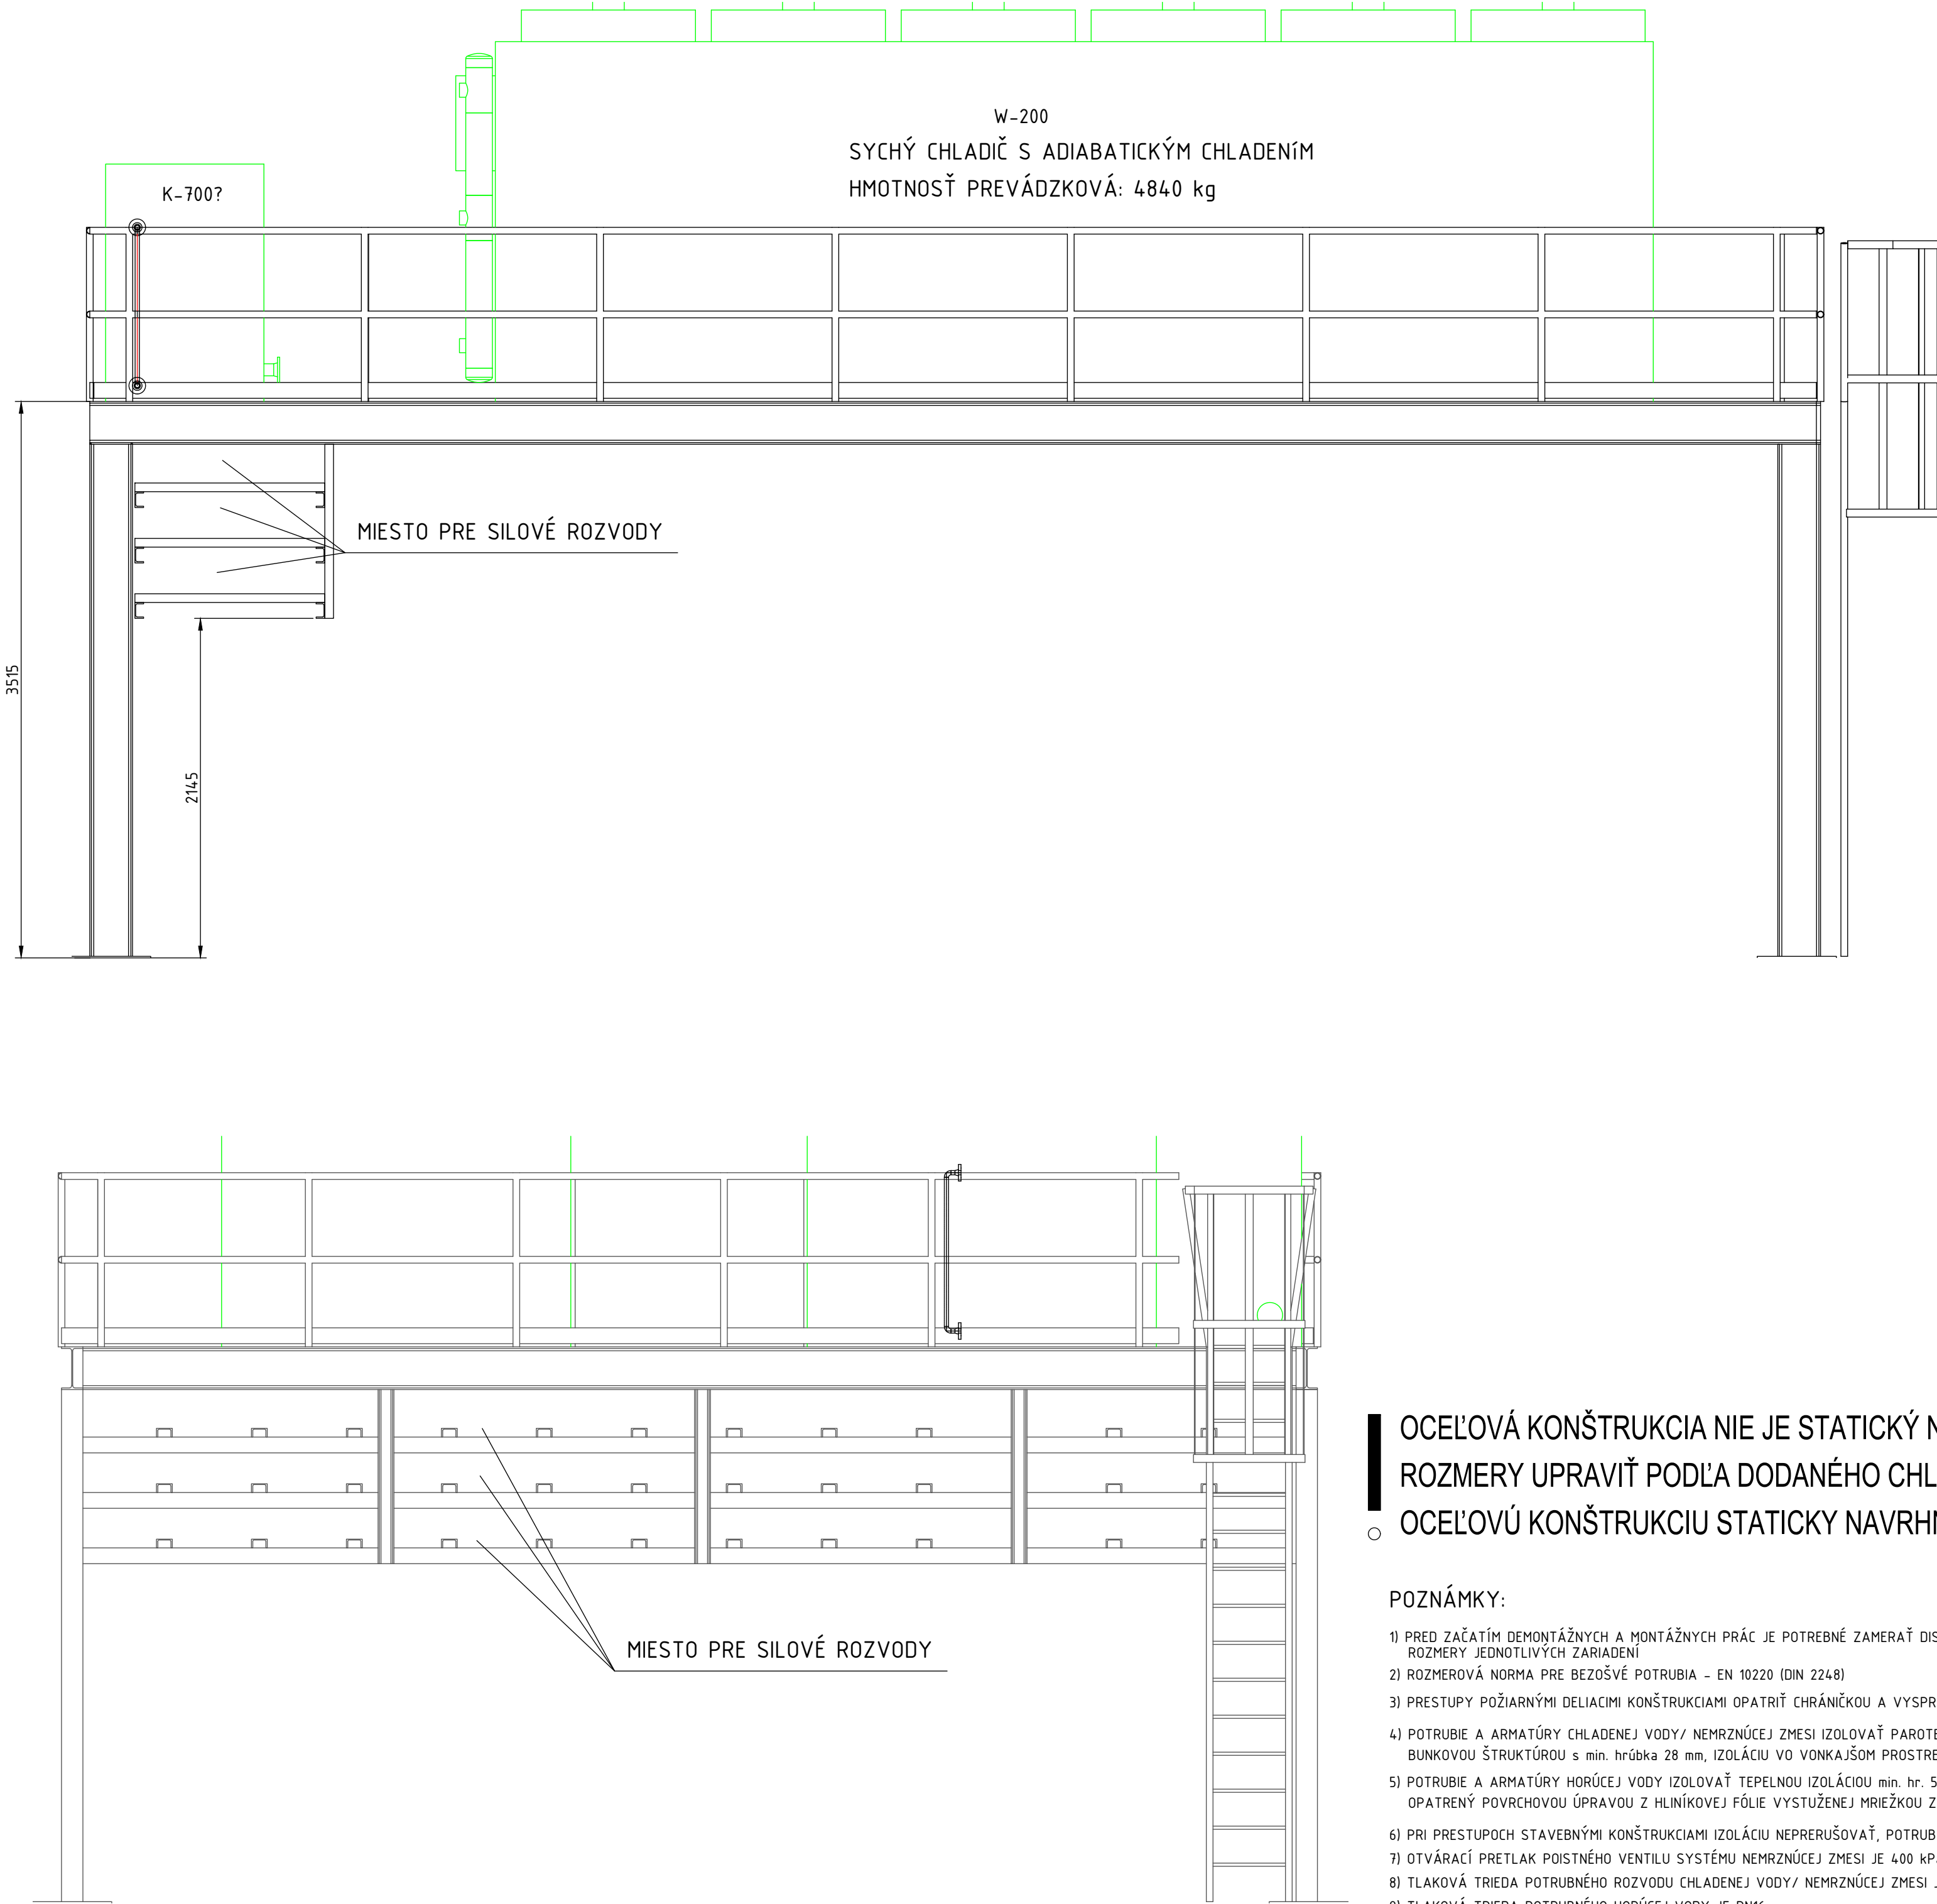 W-200
SYCHÝ CHLADIČ S ADIABATICKÝM CHLADENíM
HMOTNOSŤ PREVÁDZKOVÁ: 4840 kg
K-700?
MIESTO PRE SILOVÉ ROZVODY
3515
2145
MIESTO PRE SILOVÉ ROZVODY
OCEĽOVÁ KONŠTRUKCIA NIE JE STATICKÝ
ROZMERY UPRAVIŤ PODĽA DODANÉHO CHL
OCEĽOVÚ KONŠTRUKCIU STATICKY NAVRH
POZNÁMKY:
1) PRED ZAČATÍM DEMONTÁŽNYCH A MONTÁŽNYCH PRÁC JE POTREBNÉ ZAMERAŤ DIS
ROZMERY JEDNOTLIVÝCH ZARIADENÍ
2) ROZMEROVÁ NORMA PRE BEZOŠVÉ POTRUBIA - EN 10220 (DIN 2248)
3) PRESTUPY POŽIARNÝMI DELIACIMI KONŠTRUKCIAMI OPATRIŤ CHRÁNIČKOU A VYSPR
4) POTRUBIE A ARMATÚRY CHLADENEJ VODY/ NEMRZNÚCEJ ZMESI IZOLOVAŤ PAROTE
BUNKOVOU ŠTRUKTÚROU s min. hrúbka 28 mm, IZOLÁCIU VO VONKAJŠOM PROSTRE
5) POTRUBIE A ARMATÚRY HORÚCEJ VODY IZOLOVAŤ TEPELNOU IZOLÁCIOU min. hr. 5
OPATRENÝ POVRCHOVOU ÚPRAVOU Z HLINÍKOVEJ FÓLIE VYSTUŽENEJ MRIEŽKOU Z
6) PRI PRESTUPOCH STAVEBNÝMI KONŠTRUKCIAMI IZOLÁCIU NEPRERUŠOVAŤ, POTRUB
7) OTVÁRACÍ PRETLAK POISTNÉHO VENTILU SYSTÉMU NEMRZNÚCEJ ZMESI JE 400 kP
8) TLAKOVÁ TRIEDA POTRUBNÉHO ROZVODU CHLADENEJ VODY/ NEMRZNÚCEJ ZMESI